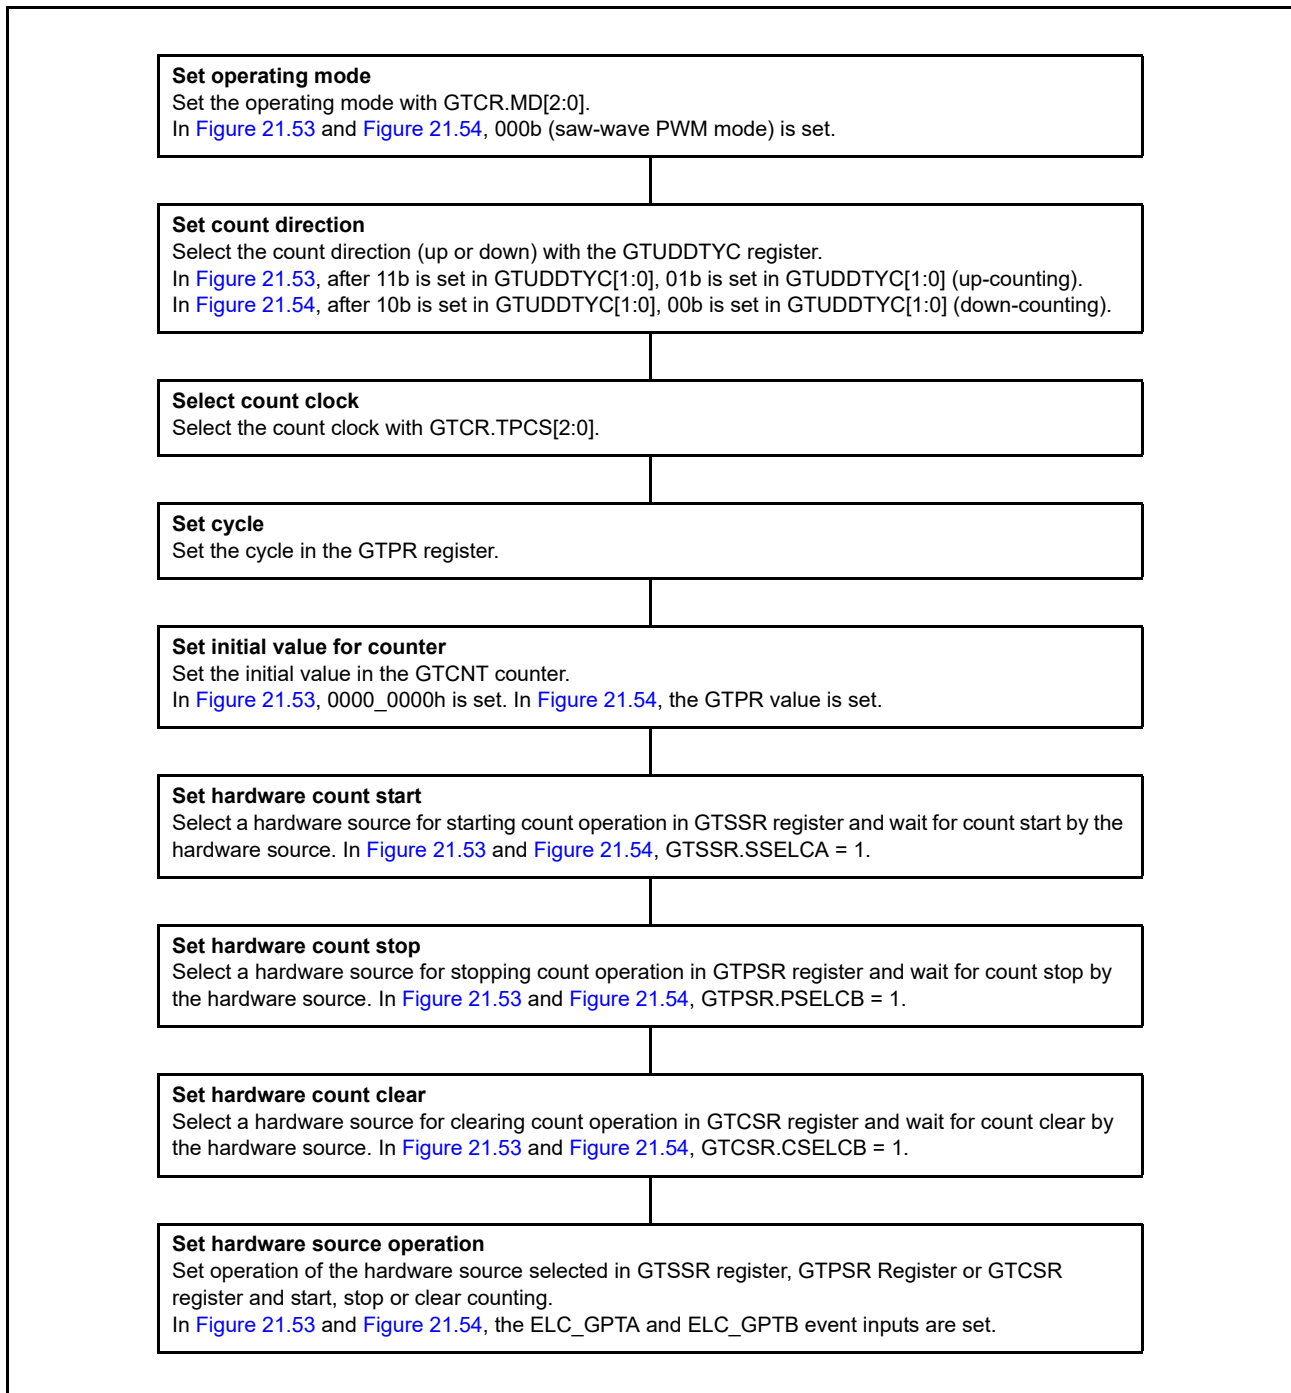 Set operating mode
Set the operating mode with GTCR.MD[2:0].
In Figure 21.53 and Figure 21.54, 000b (saw-wave PWM mode) is set.
Set count direction
Select the count direction (up or down) with the GTUDDTYC register.
In Figure 21.53, after 11b is set in GTUDDTYC[1:0], 01b is set in GTUDDTYC[1:0] (up-counting).
In Figure 21.54, after 10b is set in GTUDDTYC[1:0], 00b is set in GTUDDTYC[1:0] (down-counting).
Select count clock
Select the count clock with GTCR.TPCS[2:0].
Set cycle
Set the cycle in the GTPR register.
Set initial value for counter
Set the initial value in the GTCNT counter.
In Figure 21.53, 0000_0000h is set. In Figure 21.54, the GTPR value is set.
Set hardware count start
Select a hardware source for starting count operation in GTSSR register and wait for count start by the
hardware source. In Figure 21.53 and Figure 21.54, GTSSR.SSELCA = 1.
Set hardware count stop
Select a hardware source for stopping count operation in GTPSR register and wait for count stop by
the hardware source. In Figure 21.53 and Figure 21.54, GTPSR.PSELCB = 1.
Set hardware count clear
Select a hardware source for clearing count operation in GTCSR register and wait for count clear by
the hardware source. In Figure 21.53 and Figure 21.54, GTCSR.CSELCB = 1.
Set hardware source operation
Set operation of the hardware source selected in GTSSR register, GTPSR Register or GTCSR
register and start, stop or clear counting.
In Figure 21.53 and Figure 21.54, the ELC_GPTA and ELC_GPTB event inputs are set.